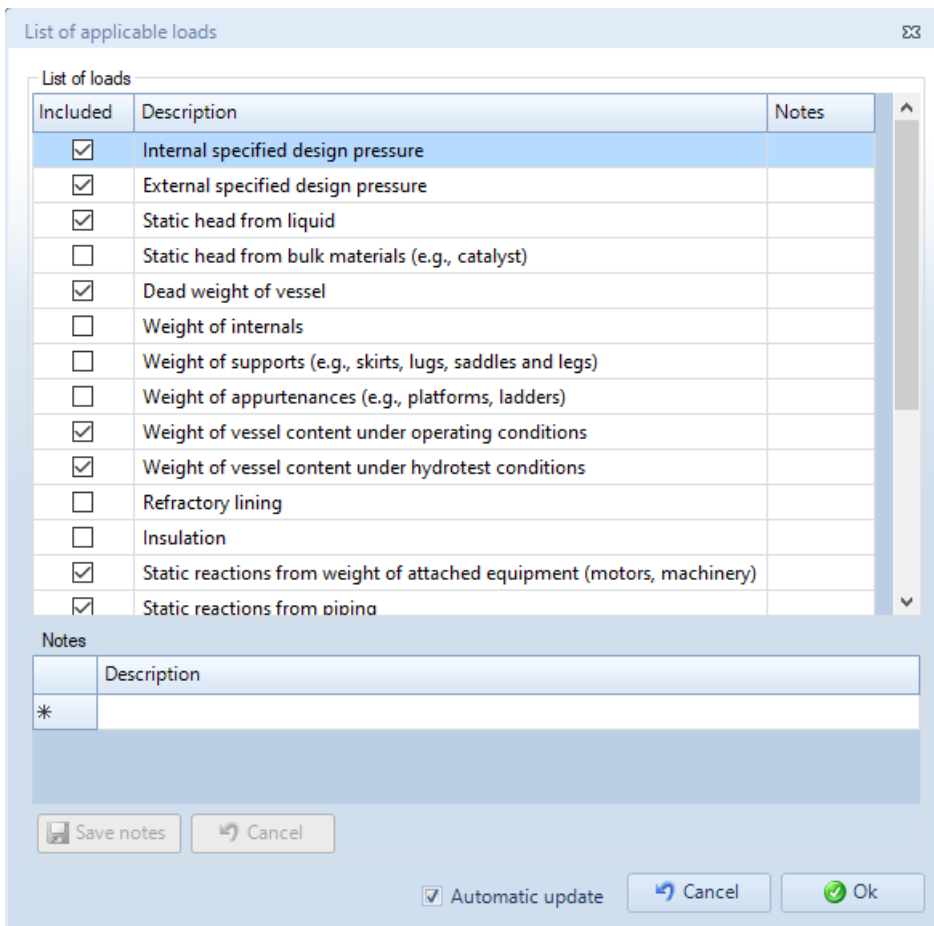 List of applicable loads
List of loads
Included Description Notes
Internal specified design pressure
External specified design pressure
Static head from liquid
Static head from bulk materials (e.g., catalyst)
Dead weight of vessel
Weight of internals
Weight of supports (e.g., skirts, lugs, saddles and legs)
Weight of appurtenances (e.g., platforms, ladders)
Weight of vessel content under operating conditions
Weight of vessel content under hydrotest conditions
Refractory lining
Insulation
Static reactions from weight of attached equipment (motors, machinery)
Static reactions from piping
Notes
Description
*
Save notes Cancel
Automatic update Cancel Ok